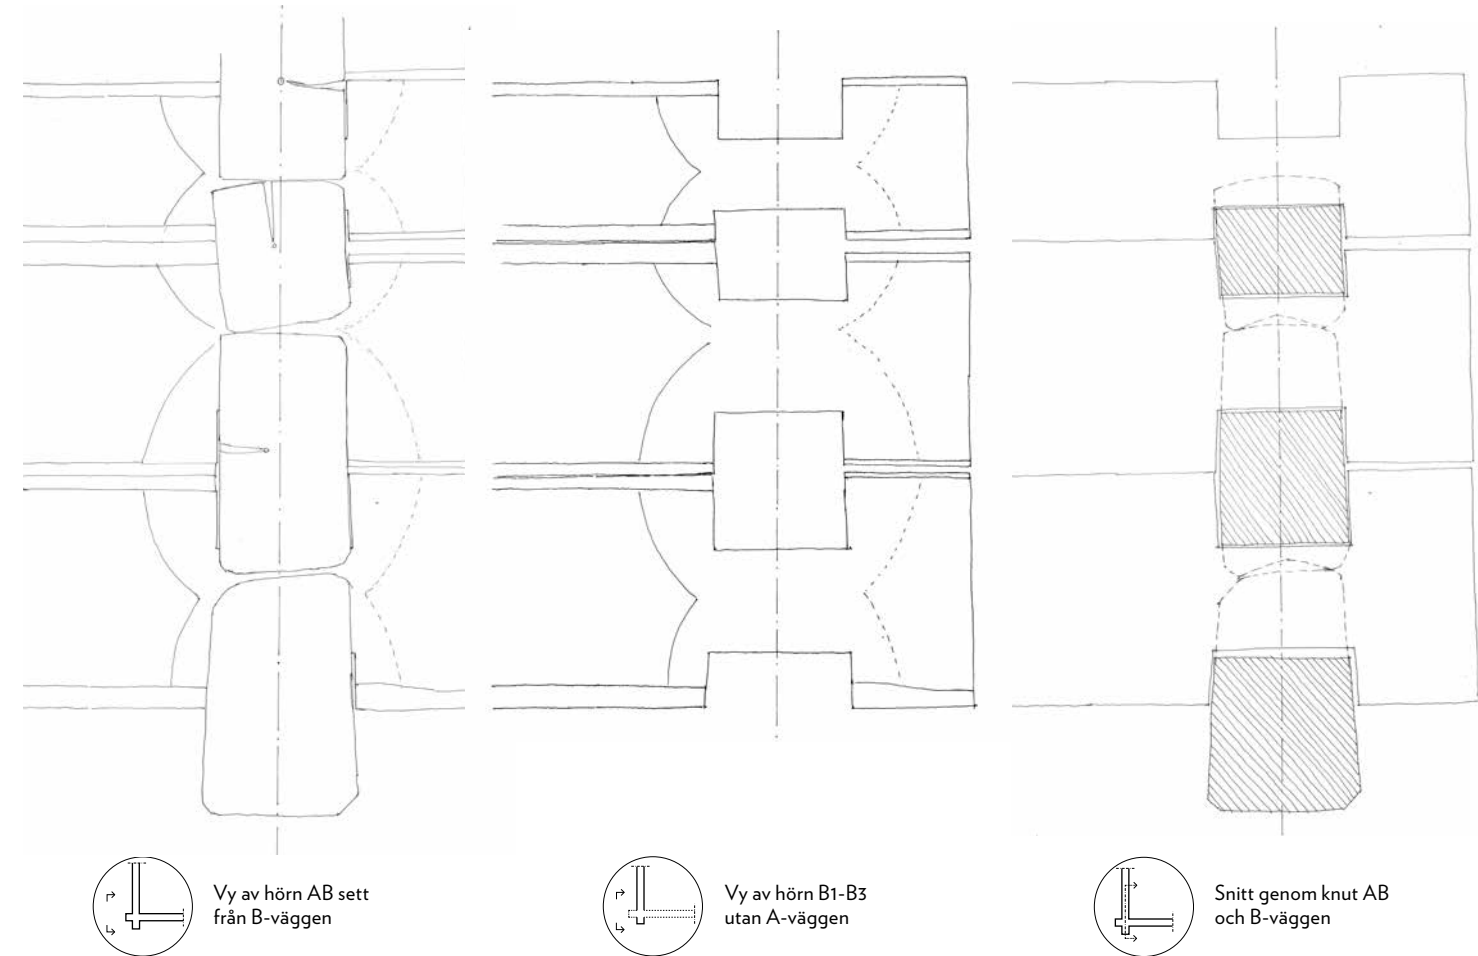 Vy av hörn AB sett
från B-väggen
Vy av hörn B1-B3
utan A-väggen
Snitt genom knut AB
och B-väggen